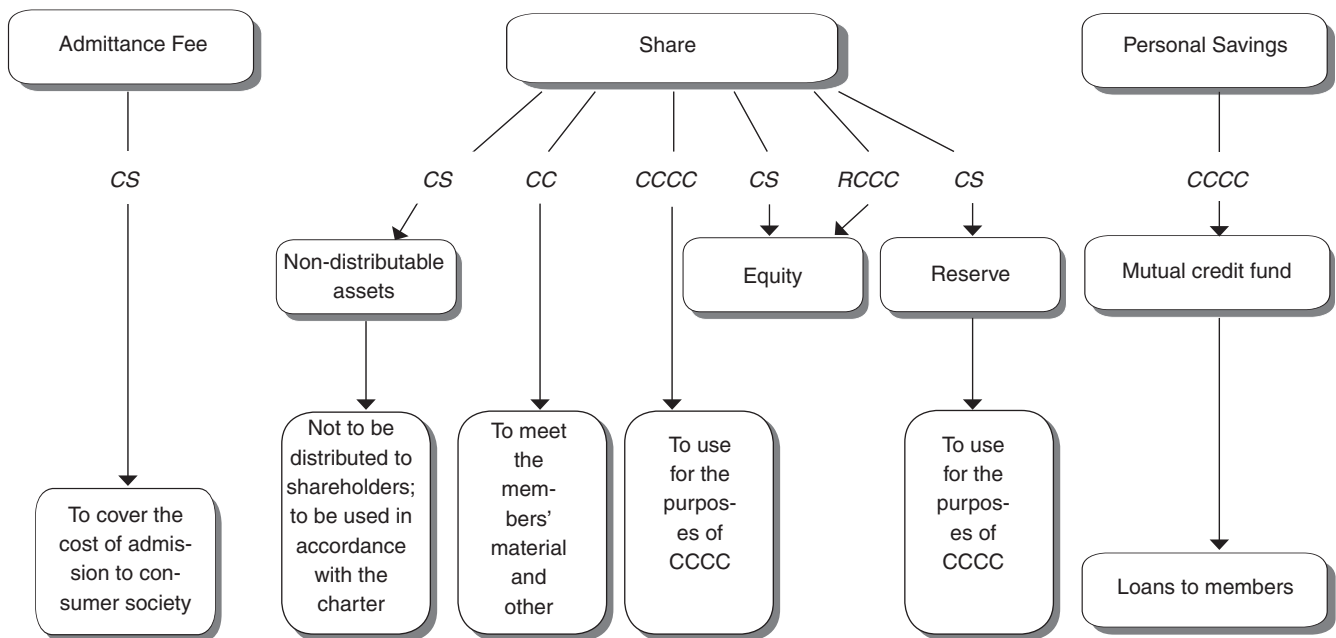 Admittance Fee
Share
Personal Savings
CS
CS
CC
CCCC
CS
RCCC
CS
CCCC
Non-distributable
assets
Equity
Reserve
Mutual credit fund
To cover the
cost of admis-
sion to con-
sumer society
Not to be
distributed to
shareholders;
to be used in
accordance
with the
charter
To meet
the
mem-
bers’
material
and
other
To use
for the
purpos-
es of
CCCC
To use
for the
purpos-
es of
CCCC
Loans to members